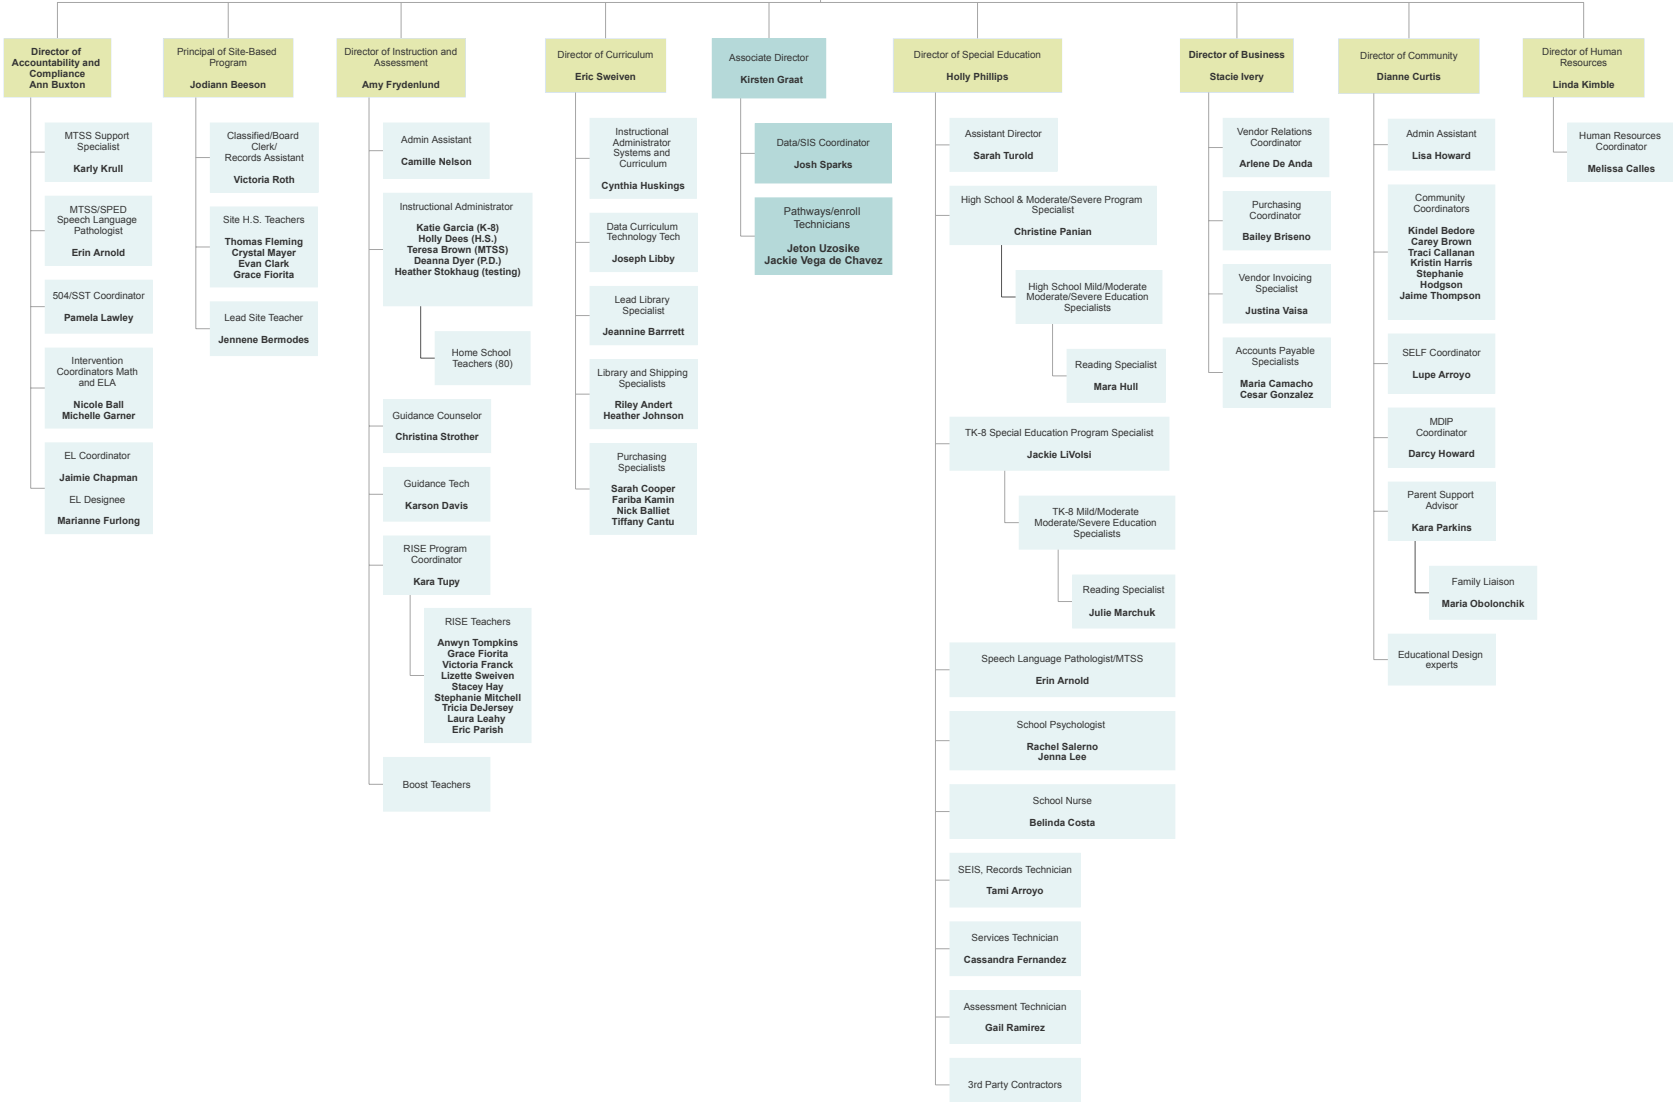 Director of
Accountability and
Compliance
Ann Buxton
MTSS Support
Specialist
Karly Krull
MTSS/SPED
Speech Language
Pathologist
Erin Arnold
504/SST Coordinator
Pamela Lawley
Intervention
Coordinators Math
and ELA
Nicole Ball
Michelle Garner
EL Coordinator
Jaimie Chapman
EL Designee
Marianne Furlong
Principal of Site-Based
Program
Jodiann Beeson
Classified/Board
Clerk/
Records Assistant
Victoria Roth
Site H.S. Teachers
Thomas Fleming
Crystal Mayer
Evan Clark
Grace Fiorita
Lead Site Teacher
Jennene Bermodes
Director of Instruction and
Assessment
Amy Frydenlund
Admin Assistant
Camille Nelson
Instructional Administrator
Katie Garcia (K-8)
Holly Dees (H.S.)
Teresa Brown (MTSS)
Deanna Dyer (P.D.)
Heather Stokhaug (testing)
Home School
Teachers (80)
Guidance Counselor
Christina Strother
Guidance Tech
Karson Davis
RISE Program
Coordinator
Kara Tupy
RISE Teachers
Anwyn Tompkins
Grace Fiorita
Victoria Franck
Lizette Sweiven
Stacey Hay
Stephanie Mitchell
Tricia DeJersey
Laura Leahy
Eric Parish
Boost Teachers
Director of Curriculum
Eric Sweiven
Instructional
Administrator
Systems and
Curriculum
Cynthia Huskings
Data Curriculum
Technology Tech
Joseph Libby
Lead Library
Specialist
Jeannine Barrrett
Library and Shipping
Specialists
Riley Andert
Heather Johnson
Purchasing
Specialists
Sarah Cooper
Fariba Kamin
Nick Balliet
Tiffany Cantu
Associate Director
Kirsten Graat
Data/SIS Coordinator
Josh Sparks
Pathways/enroll
Technicians
Jeton Uzosike
Jackie Vega de Chavez
Director of Special Education
Holly Phillips
Assistant Director
Sarah Turold
High School & Moderate/Severe Program
Specialist
Christine Panian
High School Mild/Moderate
Moderate/Severe Education
Specialists
Reading Specialist
Mara Hull
TK-8 Special Education Program Specialist
Jackie LiVolsi
TK-8 Mild/Moderate
Moderate/Severe Education
Specialists
Reading Specialist
Julie Marchuk
Speech Language Pathologist/MTSS
Erin Arnold
School Psychologist
Rachel Salerno
Jenna Lee
School Nurse
Belinda Costa
SEIS, Records Technician
Tami Arroyo
Services Technician
Cassandra Fernandez
Assessment Technician
Gail Ramirez
3rd Party Contractors
Director of Business
Stacie Ivery
Vendor Relations
Coordinator
Arlene De Anda
Purchasing
Coordinator
Bailey Briseno
Vendor Invoicing
Specialist
Justina Vaisa
Accounts Payable
Specialists
Maria Camacho
Cesar Gonzalez
Director of Community
Dianne Curtis
Admin Assistant
Lisa Howard
Community
Coordinators
Kindel Bedore
Carey Brown
Traci Callanan
Kristin Harris
Stephanie
Hodgson
Jaime Thompson
SELF Coordinator
Lupe Arroyo
MDIP
Coordinator
Darcy Howard
Parent Support
Advisor
Kara Parkins
Family Liaison
Maria Obolonchik
Educational Design
experts
Director of Human
Resources
Linda Kimble
Human Resources
Coordinator
Melissa Calles